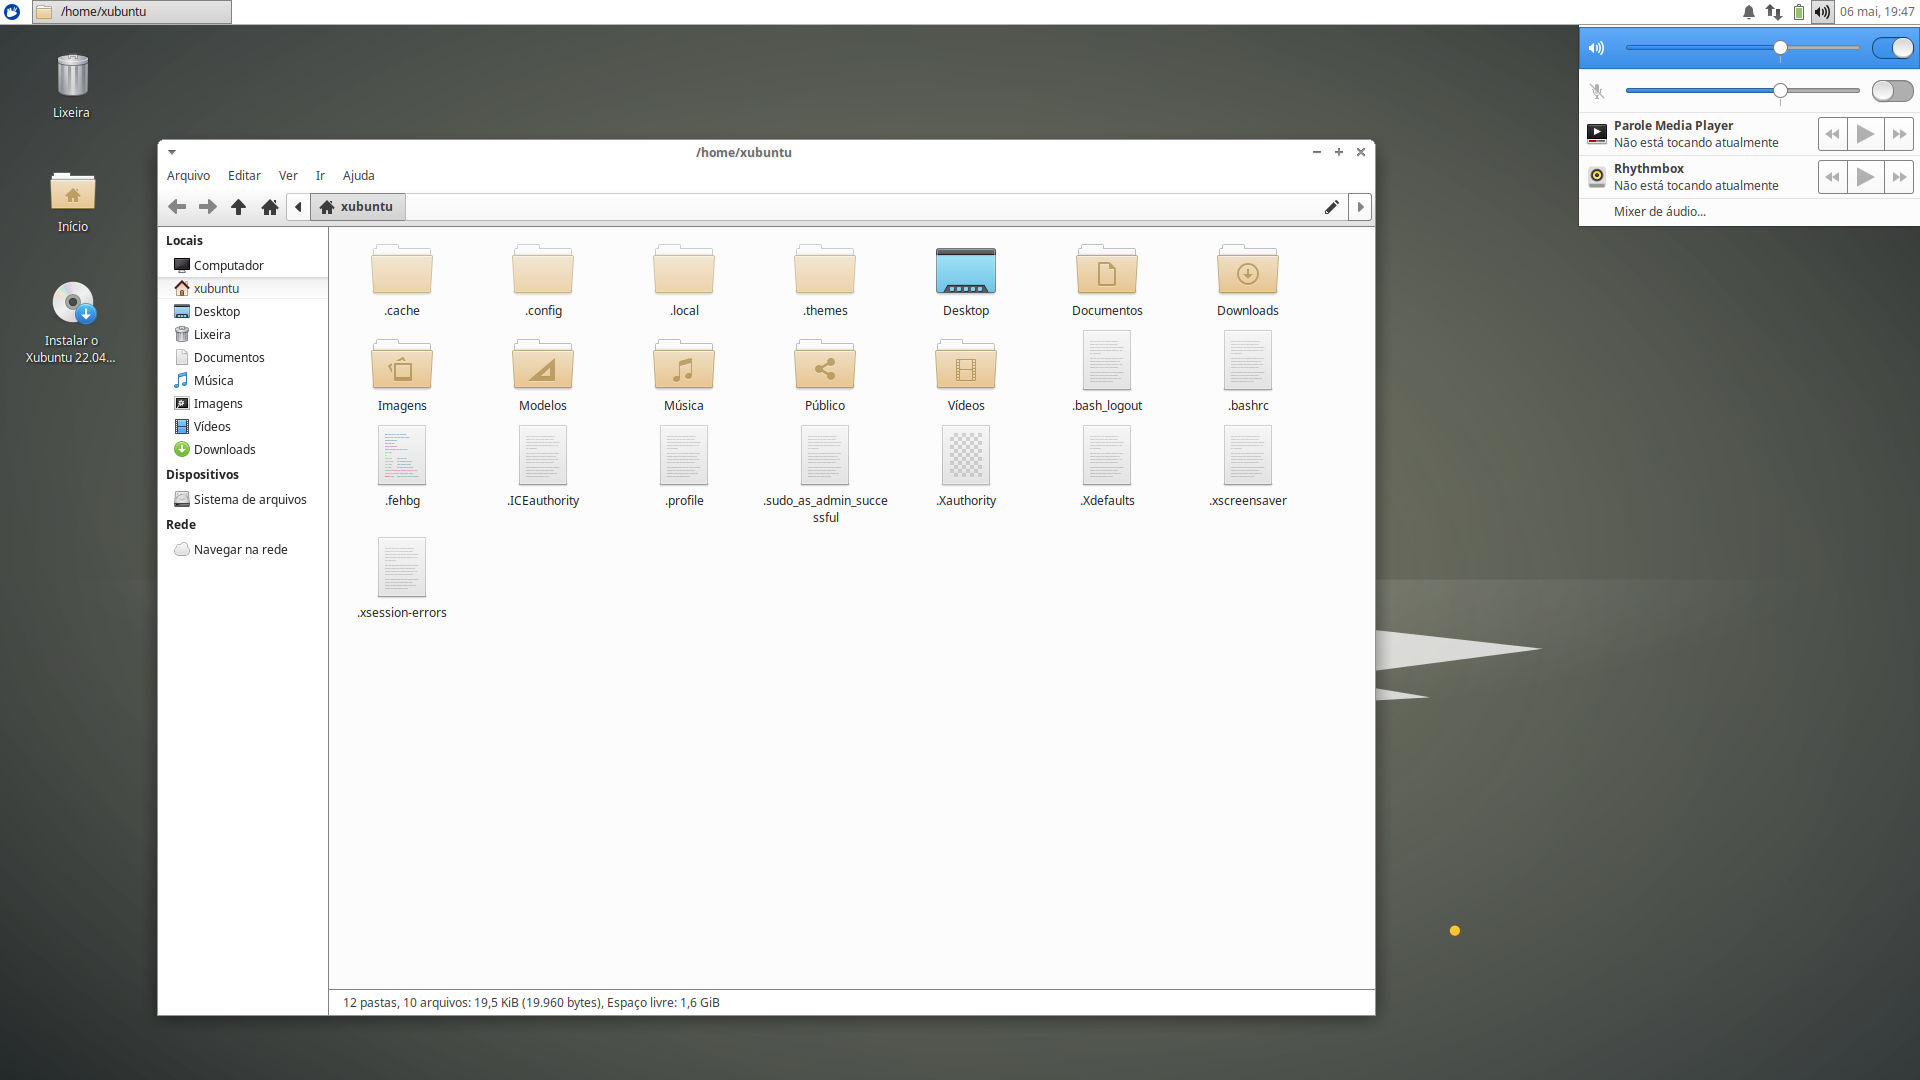 /home/xubuntu
06 mai, 19:47
Lixeira
Início
Instalar o
Xubuntu 22.04...
/home/xubuntu
Arquivo Editar Ver Ir Ajuda
xubuntu
Locais
Computador
xubuntu
Desktop
Lixeira
Documentos
Música
Imagens
Vídeos
Downloads
Dispositivos
Sistema de arquivos
Rede
Navegar na rede
.cache .config .local .themes Desktop Documentos Downloads
Imagens Modelos Música Público Vídeos .bash_logout .bashrc
.fehbg .ICEauthority .profile .sudo_as_admin_succe
ssful .Xauthority .Xdefaults .xscreensaver
.xsession-errors
12 pastas, 10 arquivos: 19,5 KiB (19.960 bytes), Espaço livre: 1,6 GiB
Parole Media Player
Não está tocando atualmente
Rhythmbox
Não está tocando atualmente
Mixer de áudio...